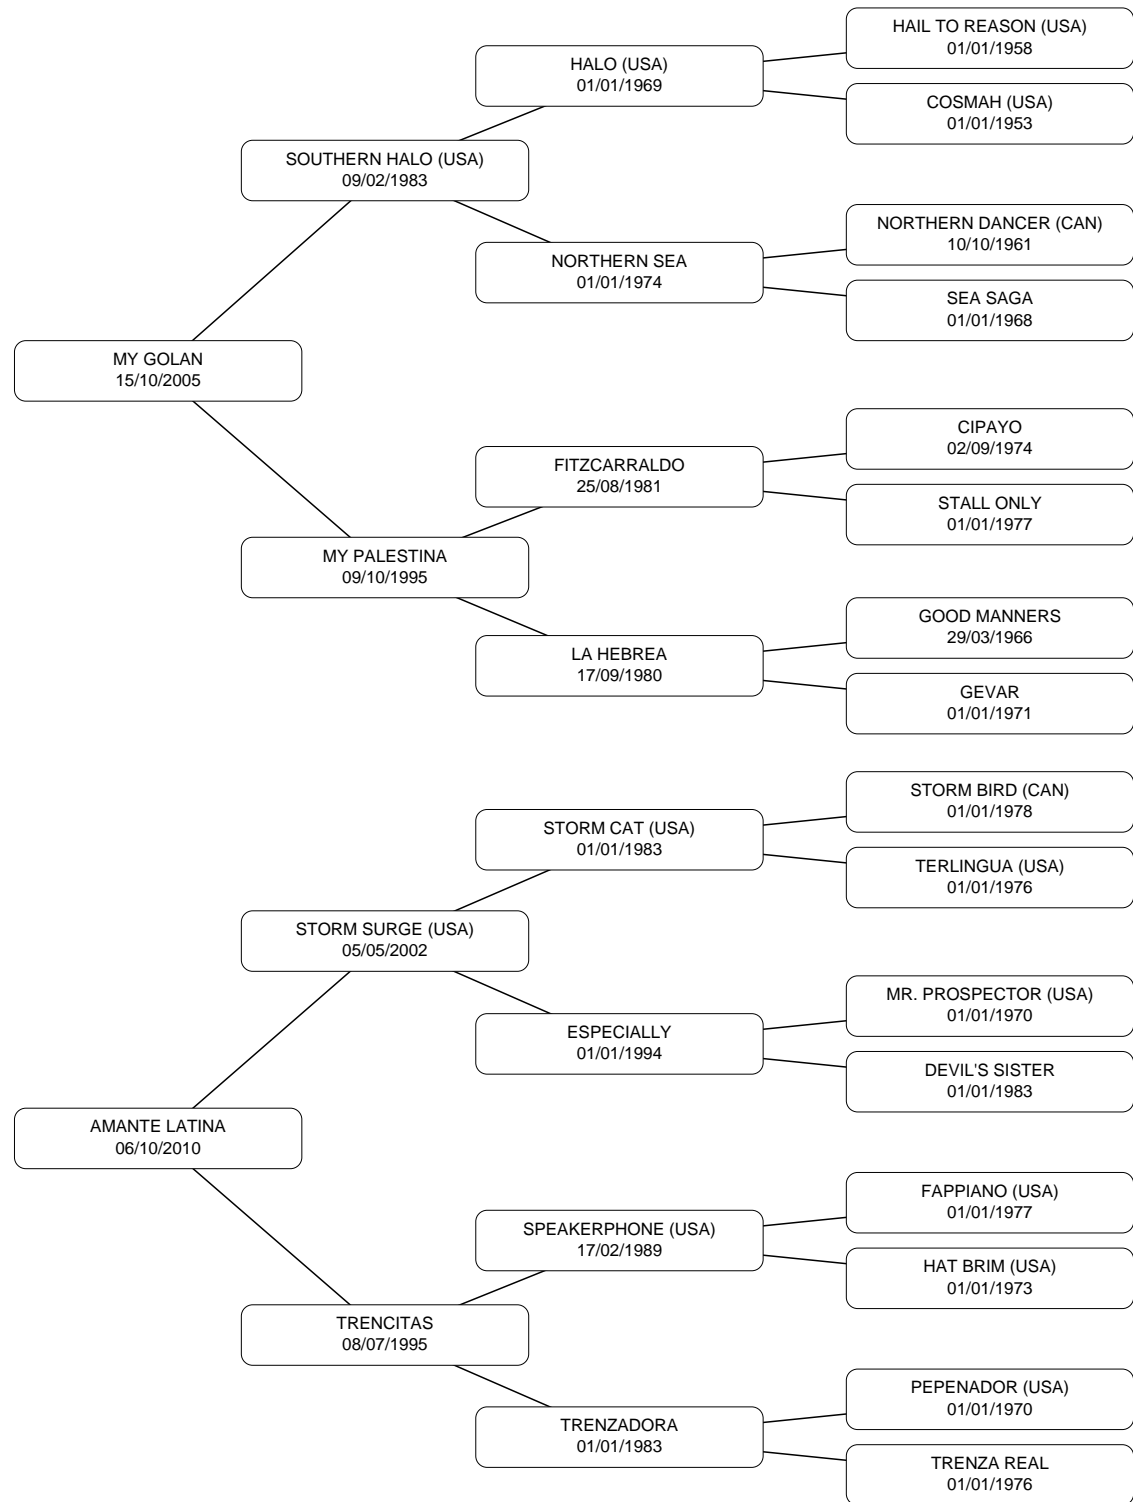 HAIL TO REASON (USA)
01/01/1958
HALO (USA)
01/01/1969
COSMAH (USA)
01/01/1953
SOUTHERN HALO (USA)
09/02/1983
NORTHERN DANCER (CAN)
10/10/1961
NORTHERN SEA
01/01/1974
SEA SAGA
01/01/1968
MY GOLAN
15/10/2005
CIPAYO
02/09/1974
FITZCARRALDO
25/08/1981
STALL ONLY
01/01/1977
MY PALESTINA
09/10/1995
GOOD MANNERS
29/03/1966
LA HEBREA
17/09/1980
GEVAR
01/01/1971
STORM BIRD (CAN)
01/01/1978
STORM CAT (USA)
01/01/1983
TERLINGUA (USA)
01/01/1976
STORM SURGE (USA)
05/05/2002
MR. PROSPECTOR (USA)
01/01/1970
ESPECIALLY
01/01/1994
DEVIL'S SISTER
01/01/1983
AMANTE LATINA
06/10/2010
FAPPIANO (USA)
01/01/1977
SPEAKERPHONE (USA)
17/02/1989
HAT BRIM (USA)
01/01/1973
TRENCITAS
08/07/1995
PEPENADOR (USA)
01/01/1970
TRENZADORA
01/01/1983
TRENZA REAL
01/01/1976